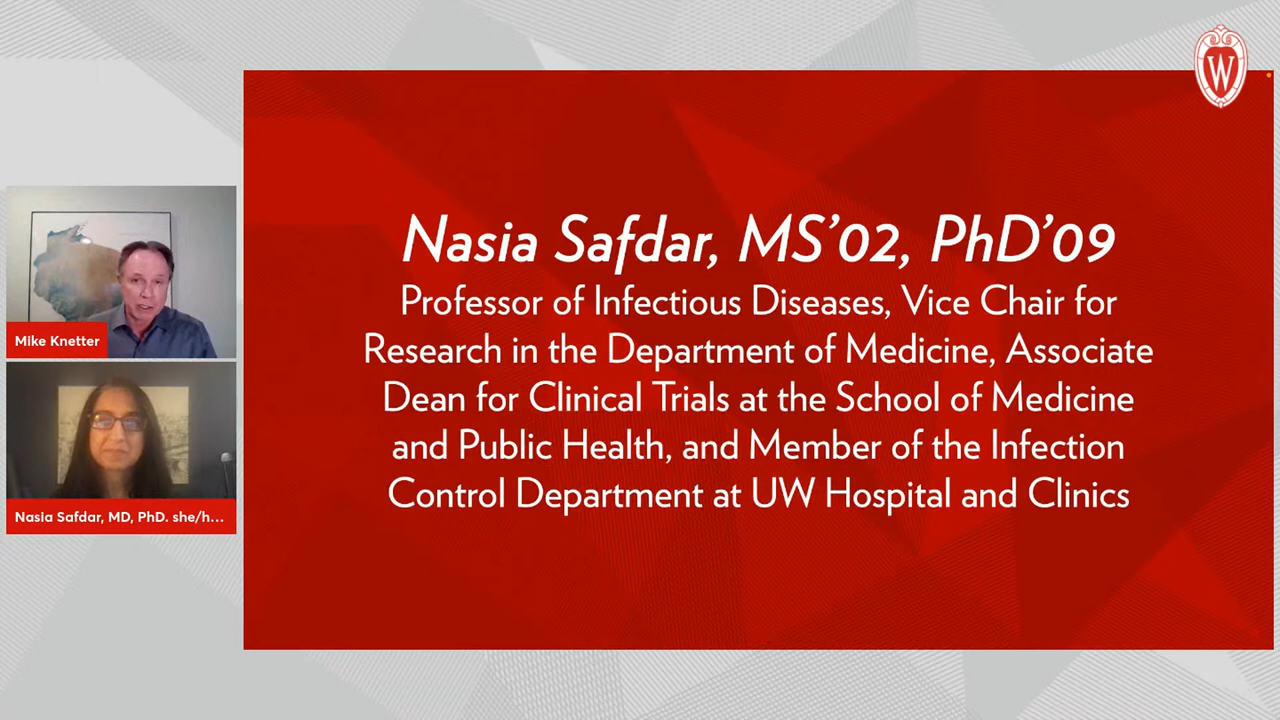 W
Nasia Safdar, MS’02, PhD’09
Professor of Infectious Diseases, Vice Chair for
Research in the Department of Medicine, Associate
Dean for Clinical Trials at the School of Medicine
and Public Health, and Member of the Infection
Control Department at UW Hospital and Clinics
Mike Knetter
Nasia Safdar, MD, PhD. she/h...